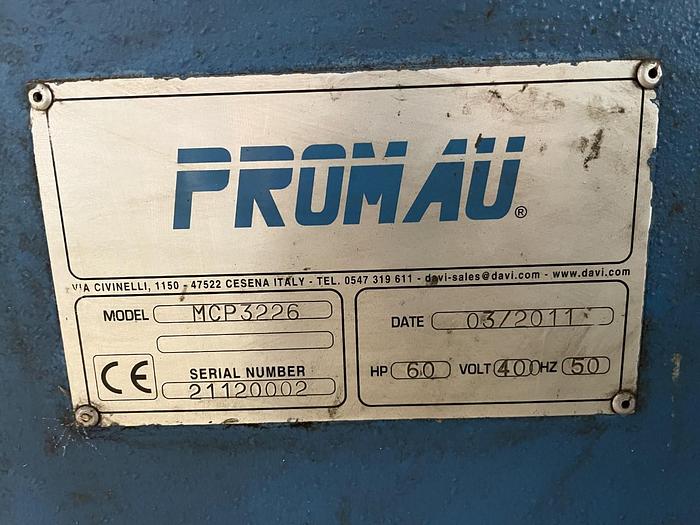 PROMAU ®
VIA CIVINELLI, 1150 - 47522 CESENA ITALY - TEL. 0547 319 611 - davi-sales@davi.com - www.davi.com
MODEL MCP3226
CE SERIAL NUMBER
21120002
DATE 03/2011
HP 60 VOLT 400 HZ 50